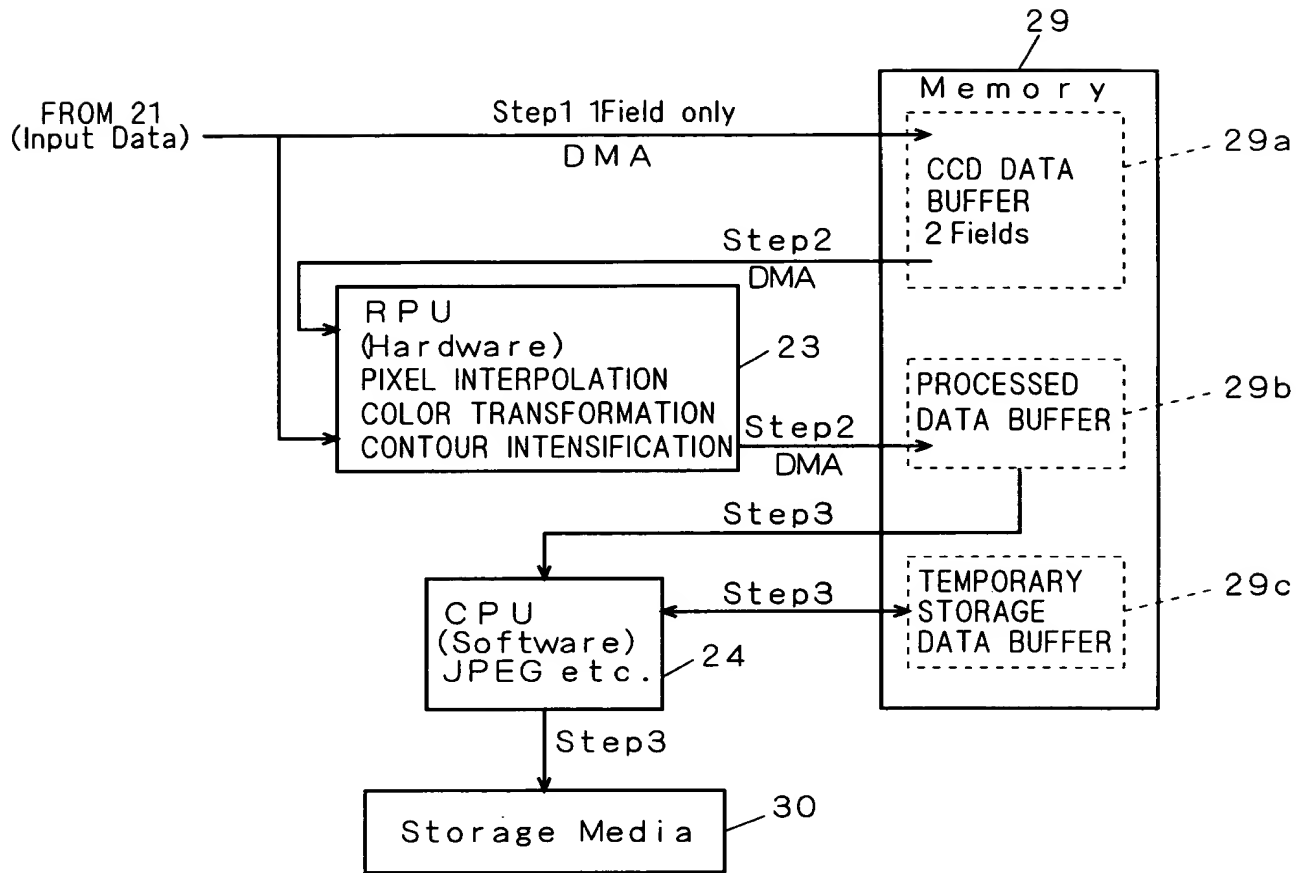 29
Memory
FROM 21
(Input Data)
Step1 1Field only
DMA
CCD DATA
BUFFER
2 Fields
29a
Step2
DMA
RPU
(Hardware)
PIXEL INTERPOLATION
COLOR TRANSFORMATION
CONTOUR INTENSIFICATION
23
Step2
DMA
PROCESSED
DATA BUFFER
29b
Step3
CPU
(Software)
JPEG etc.
24
Step3
TEMPORARY
STORAGE
DATA BUFFER
29c
Step3
Storage Media
30